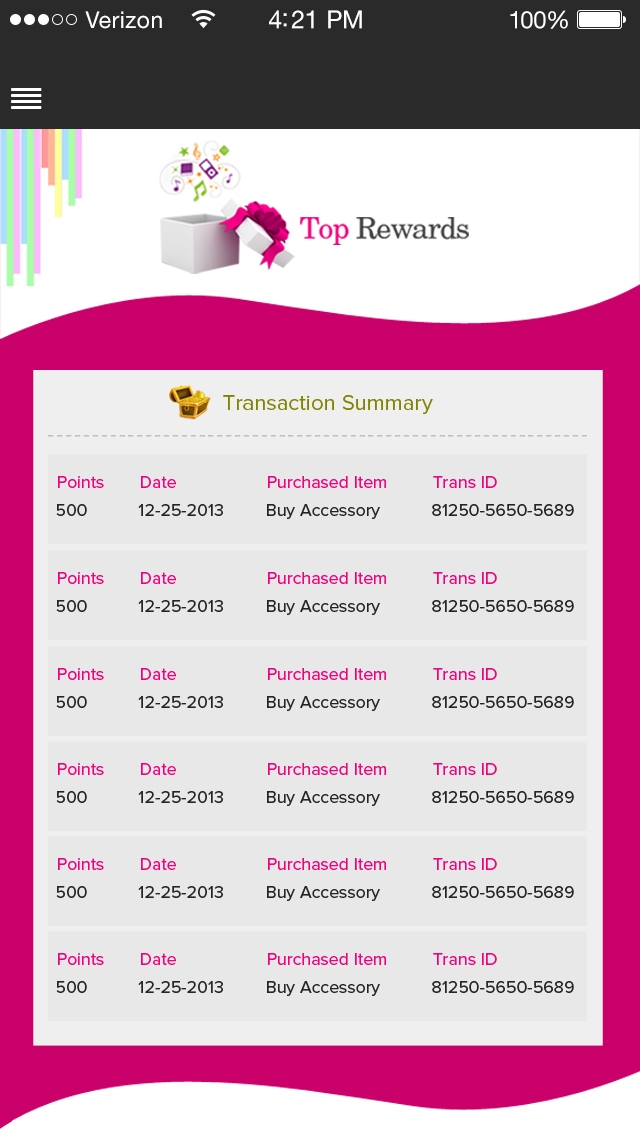 Verizon 4:21 PM 100%
Top Rewards
Transaction Summary
Points Date Purchased Item Trans ID
500 12-25-2013 Buy Accessory 81250-5650-5689
Points Date Purchased Item Trans ID
500 12-25-2013 Buy Accessory 81250-5650-5689
Points Date Purchased Item Trans ID
500 12-25-2013 Buy Accessory 81250-5650-5689
Points Date Purchased Item Trans ID
500 12-25-2013 Buy Accessory 81250-5650-5689
Points Date Purchased Item Trans ID
500 12-25-2013 Buy Accessory 81250-5650-5689
Points Date Purchased Item Trans ID
500 12-25-2013 Buy Accessory 81250-5650-5689